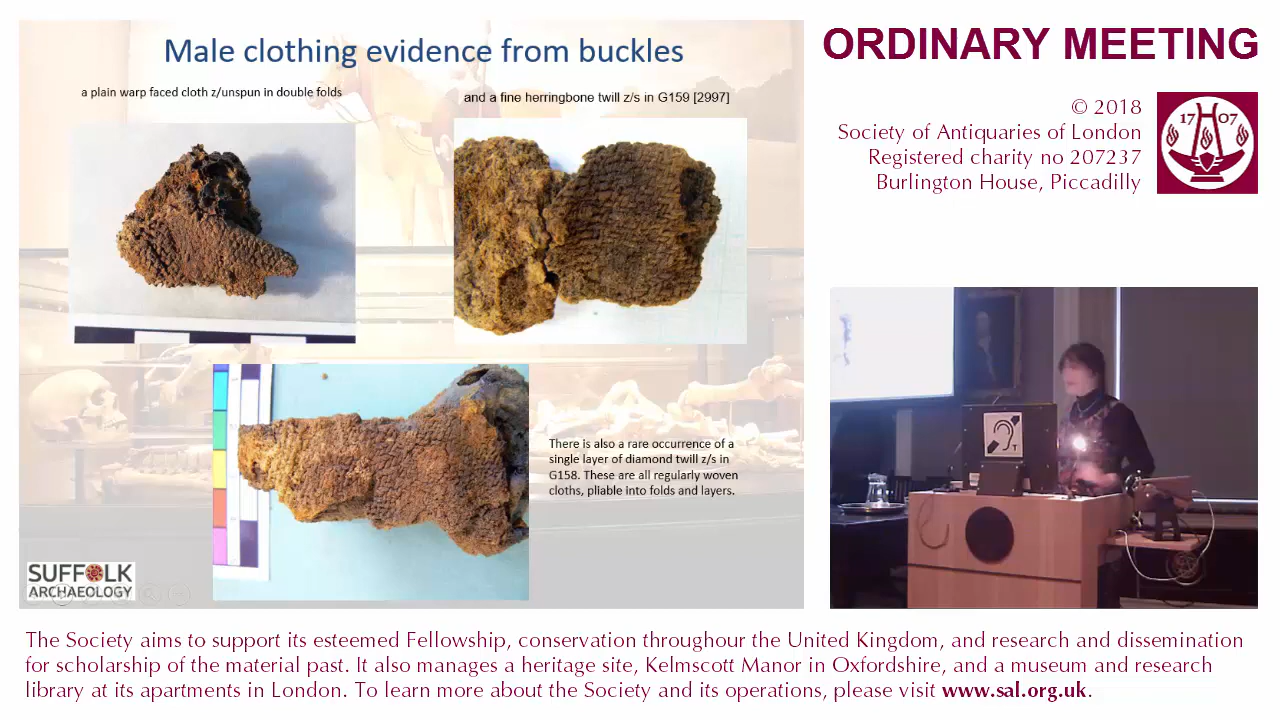 Male clothing evidence from buckles
a plain warp faced cloth z/unspun in double folds
and a fine herringbone twill z/s in G159 [2997]
There is also a rare occurrence of a
single layer of diamond twill z/s in
G158. These are all regularly woven
cloths, pliable into folds and layers.
SUFFOLK
ARCHAEOLOGY
ORDINARY MEETING
© 2018
Society of Antiquaries of London
Registered charity no 207237
Burlington House, Piccadilly
17 07
T
The Society aims to support its esteemed Fellowship, conservation throughour the United Kingdom, and research and dissemination
for scholarship of the material past. It also manages a heritage site, Kelmscott Manor in Oxfordshire, and a museum and research
library at its apartments in London. To learn more about the Society and its operations, please visit www.sal.org.uk.